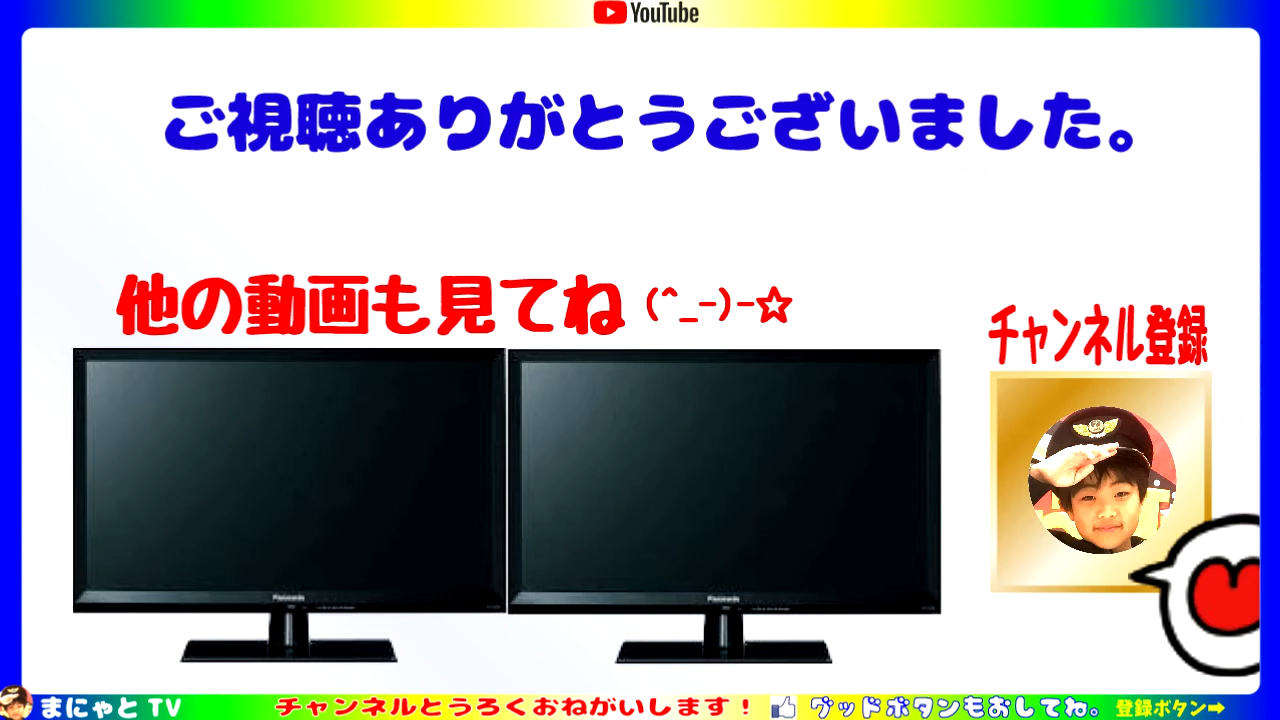 YouTube
ご視聴ありがとうございました。
他の動画も見てね(^_-)-☆
チャンネル登録
Panasonic
Panasonic
まにゃと TV
チャンネルとうろくおねがいします!
グッドボタンもおしてね。
登録ボタン➡